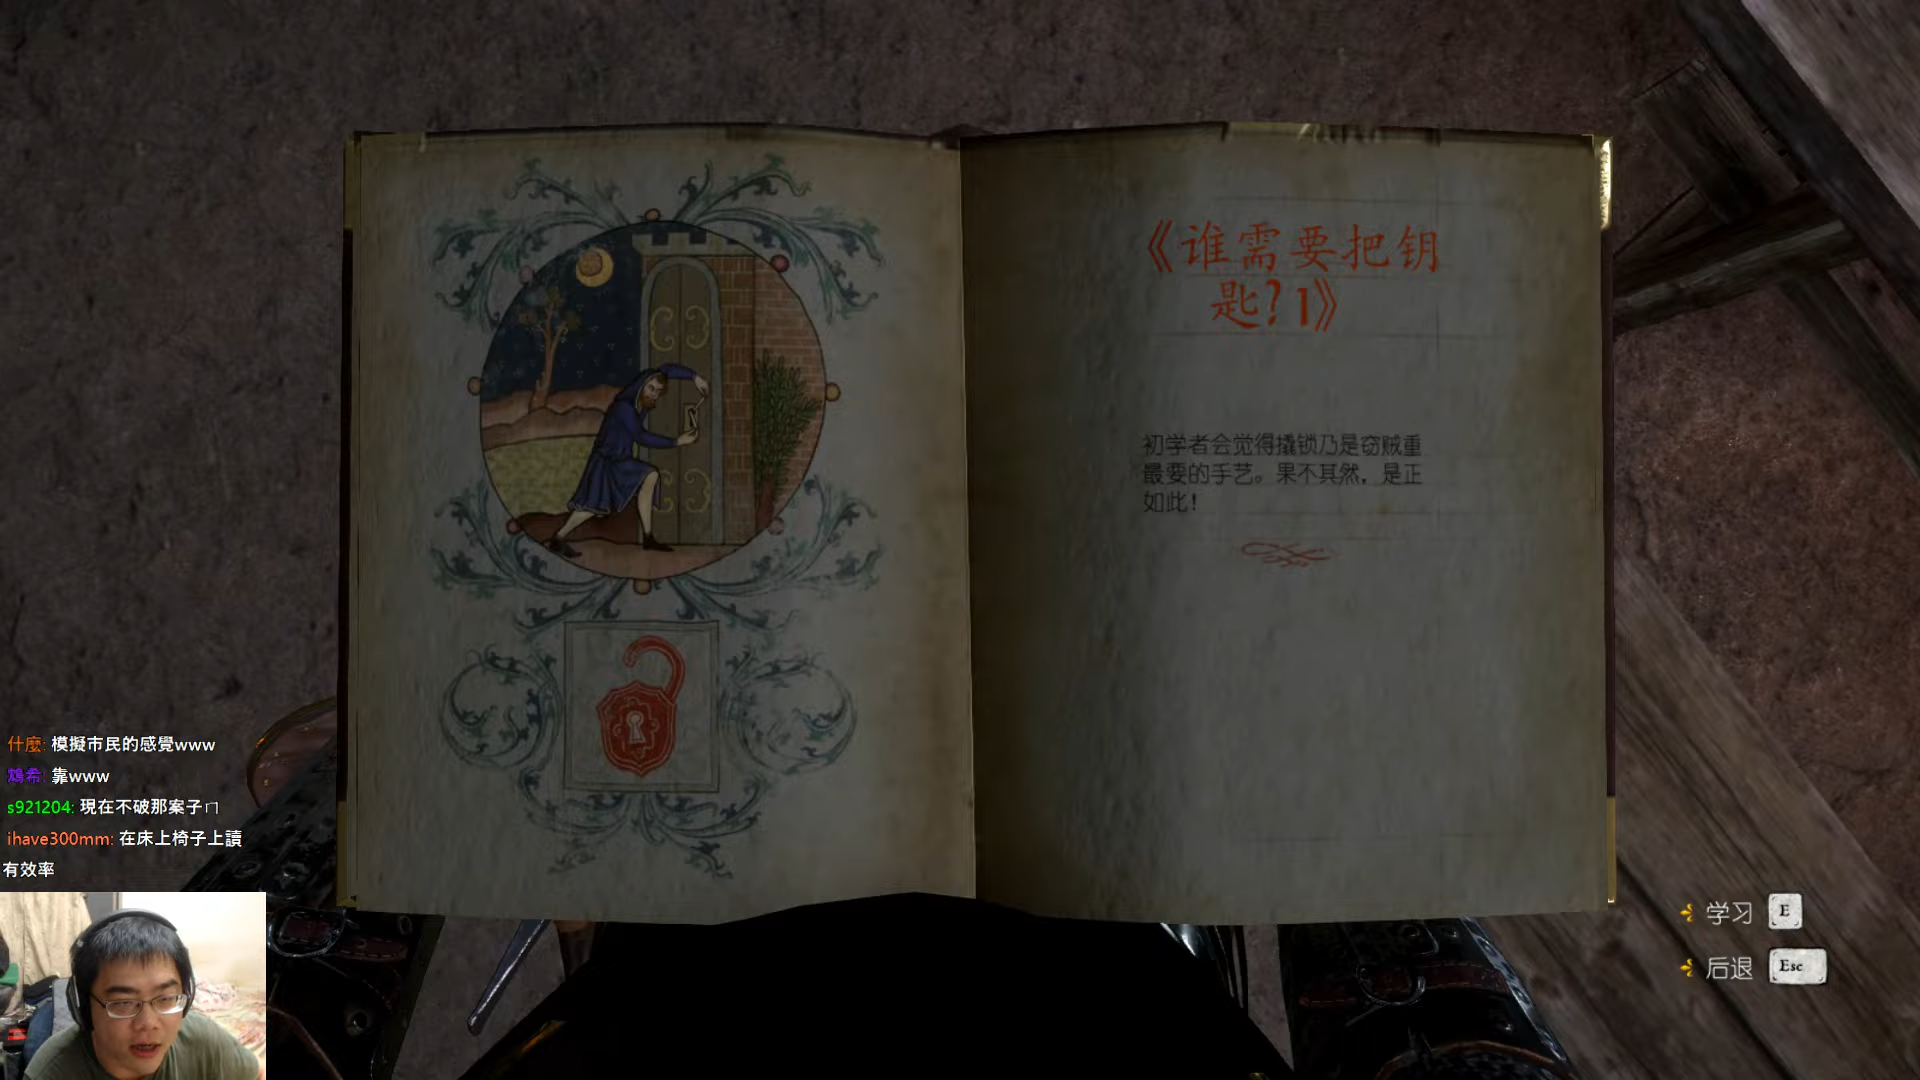 《谁需要把钥
匙?1》
初学者会觉得撬锁乃是窃贼重
最要的手艺。果不其然，是正
如此！
什麼: 模擬市民的感覺www
鴆希: 靠www
s921204: 現在不破那案子ㄇ
ihave300mm: 在床上椅子上讀
有效率
学习 E
后退 Esc